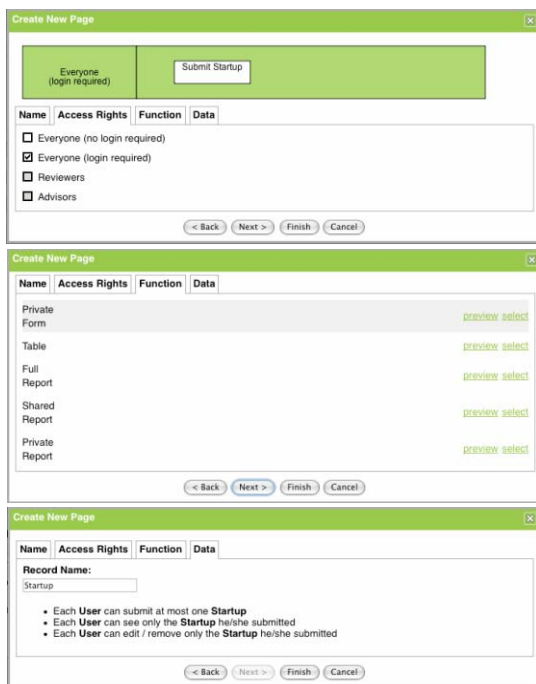 Create New Page
Everyone
(login required)
Submit Startup
Name Access Rights Function Data
Everyone (no login required)
Everyone (login required)
Reviewers
Advisors
< Back Next > Finish Cancel
Create New Page
Name Access Rights Function Data
Private
Form
preview select
Table
preview select
Full
Report
preview select
Shared
Report
preview select
Private
Report
preview select
< Back Next > Finish Cancel
Create New Page
Name Access Rights Function Data
Record Name:
Startup
• Each User can submit at most one Startup
• Each User can see only the Startup he/she submitted
• Each User can edit / remove only the Startup he/she submitted
< Back Next > Finish Cancel